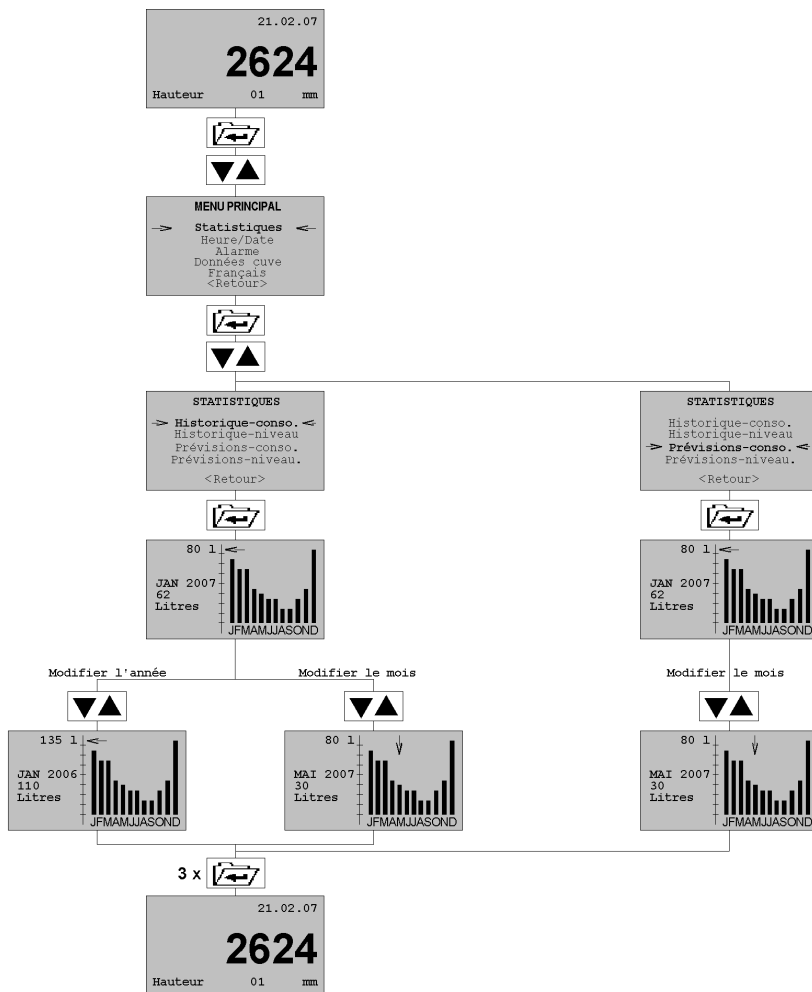 21.02.07
2624
Hauteur 01 mm
MENU PRINCIPAL
Statistiques
Heure/Date
Alarme
Données cuve
Français
<Retour>
STATISTIQUES
Historique-conso.
Historique-niveau
Prévisions-conso.
Prévisions-niveau.
<Retour>
STATISTIQUES
Historique-conso.
Historique-niveau
Prévisions-conso.
Prévisions-niveau.
<Retour>
80 l
JAN 2007
62
Litres
JFMAMJJASOND
80 l
JAN 2007
62
Litres
JFMAMJJASOND
Modifier l'année
Modifier le mois
Modifier le mois
135 l
JAN 2006
110
Litres
JFMAMJJASOND
80 l
MAI 2007
30
Litres
JFMAMJJASOND
80 l
MAI 2007
30
Litres
JFMAMJJASOND
3 x
21.02.07
2624
Hauteur 01 mm